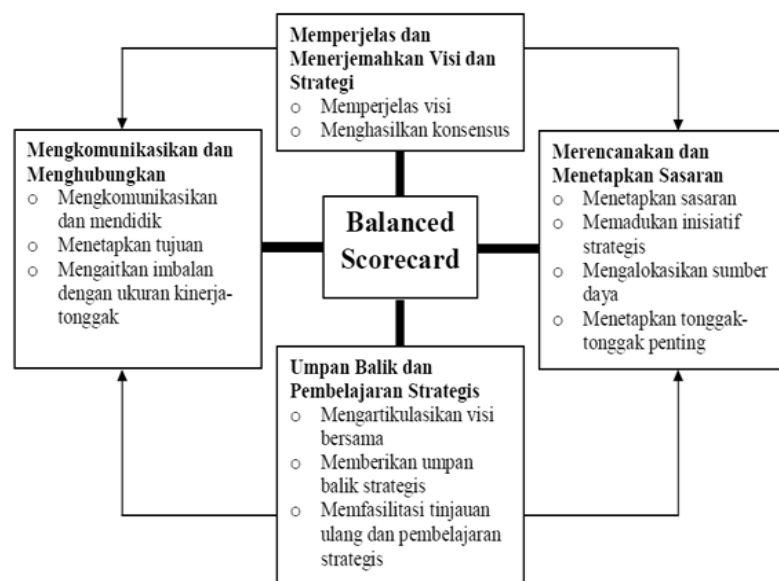 Memperjelas dan
Menerjemahkan Visi dan
Strategi
o Memperjelas visi
o Menghasilkan konsensus
Mengkomunikasikan dan
Menghubungkan
o Mengkomunikasikan
dan mendidik
o Menetapkan tujuan
o Mengaitkan imbalan
dengan ukuran kinerja-
tonggak
Balanced
Scorecard
Merencanakan dan
Menetapkan Sasaran
o Menetapkan sasaran
o Memadukan inisiatif
strategis
o Mengalokasikan sumber
daya
o Menetapkan tonggak-
tonggak penting
Umpan Balik dan
Pembelajaran Strategis
o Mengartikulasikan visi
bersama
o Memberikan umpan
balik strategis
o Memfasilitasi tinjauan
ulang dan pembelajaran
strategis